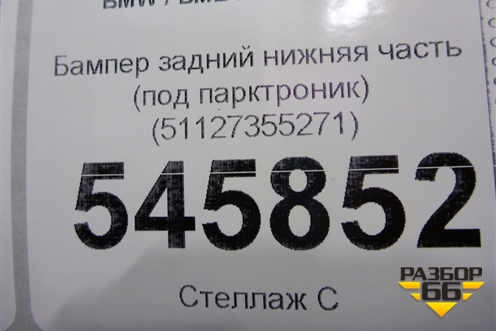 Бампер задний нижняя часть
(под парктроник)
(51127355271)
545852
Стеллаж С
РАЗБОР
66